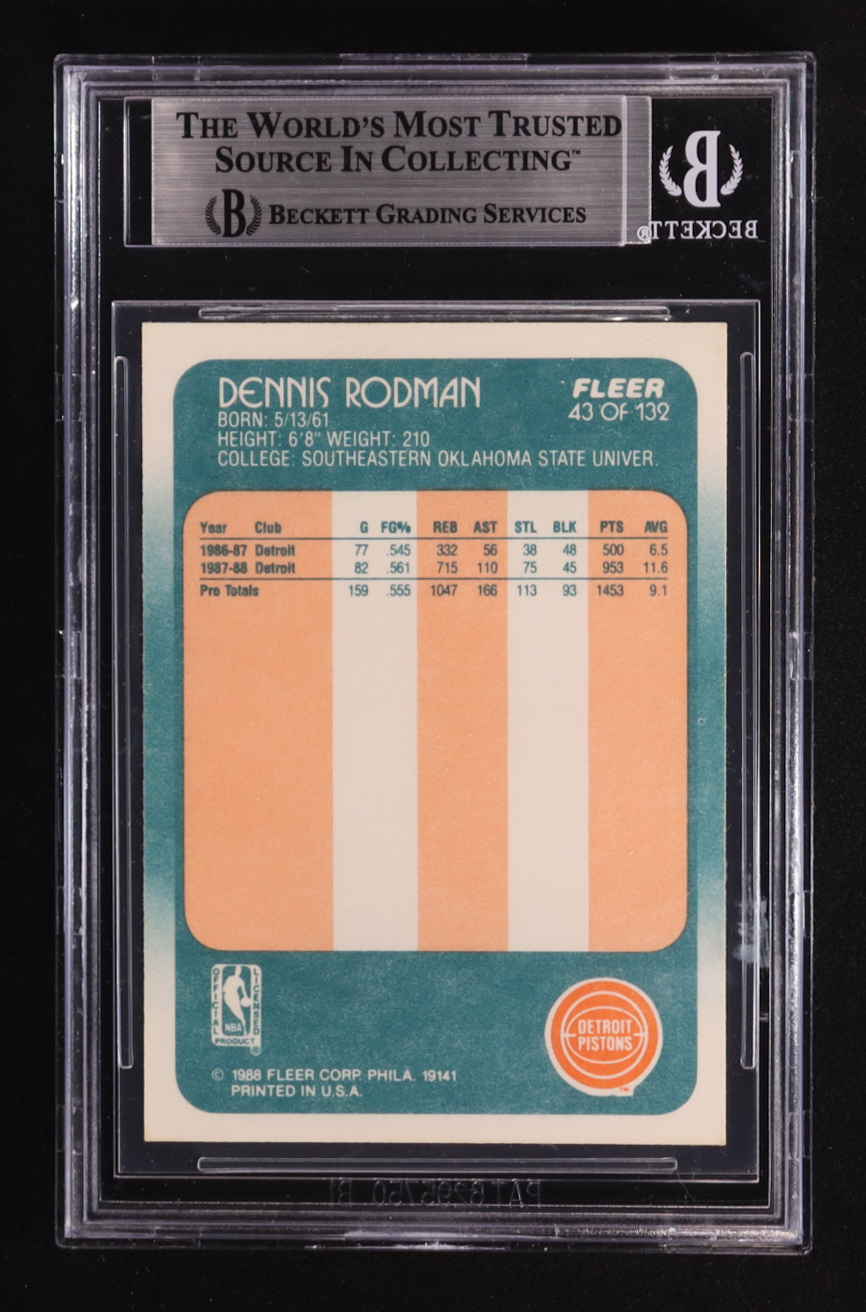 THE WORLD'S MOST TRUSTED
SOURCE IN COLLECTING™
B BECKETT GRADING SERVICES
B
BECKETT®
DENNIS RODMAN
FLEER
43 OF 132
BORN: 5/13/61
HEIGHT: 6'8" WEIGHT: 210
COLLEGE: SOUTHEASTERN OKLAHOMA STATE UNIVER.
Year Club G FG% REB AST STL BLK PTS AVG
1986-87 Detroit 77 .545 332 56 38 48 500 6.5
1987-88 Detroit 82 .561 715 110 75 45 953 11.6
Pro Totals 159 .555 1047 166 113 93 1453 9.1
OFFICIAL
LICENSED
NBA
PRODUCT
®
DETROIT
PISTONS
™
© 1988 FLEER CORP. PHILA. 19141
PRINTED IN U.S.A.
PAT 6295750 B1